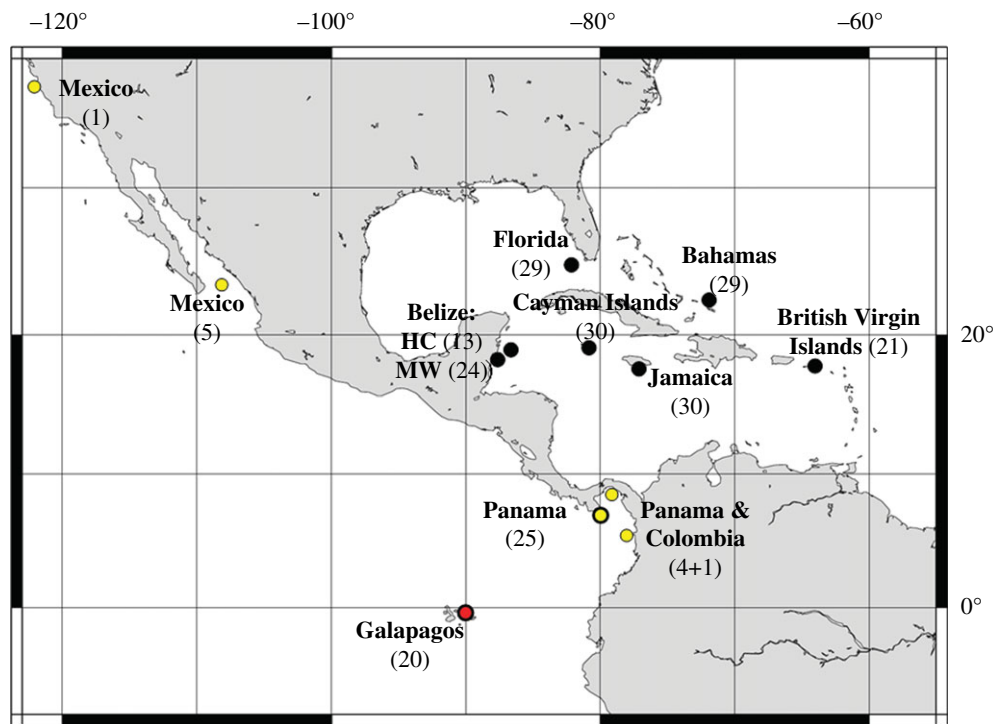 −120° −100° −80° −60°
Mexico
(1)
Florida
(29)
Bahamas
(29)
Mexico
(5)
Cayman Islands
(30)
Belize:
HC (13)
MW (24)
British Virgin
Islands (21)
20°
Jamaica
(30)
Panama
(25)
Panama &
Colombia
(4+1)
0°
Galapagos
(20)